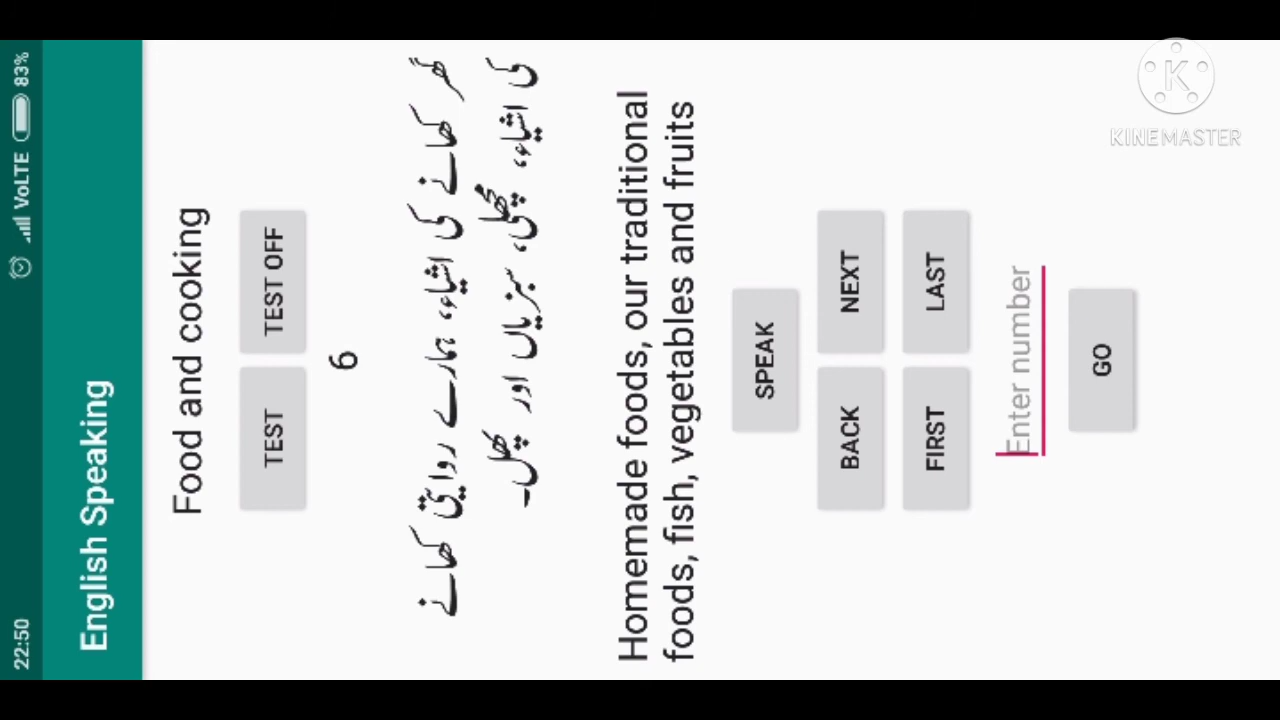 22:50 VoLTE 83%
English Speaking
Food and cooking
TEST TEST OFF
6
گھر کھانے کی اشیاء، ہمارے روایتی کھانے
کی اشیاء، مچھلی، سبزیاں اور پھل۔
Homemade foods, our traditional
foods, fish, vegetables and fruits
SPEAK
BACK NEXT
FIRST LAST
Enter number
GO
K
KINEMASTER